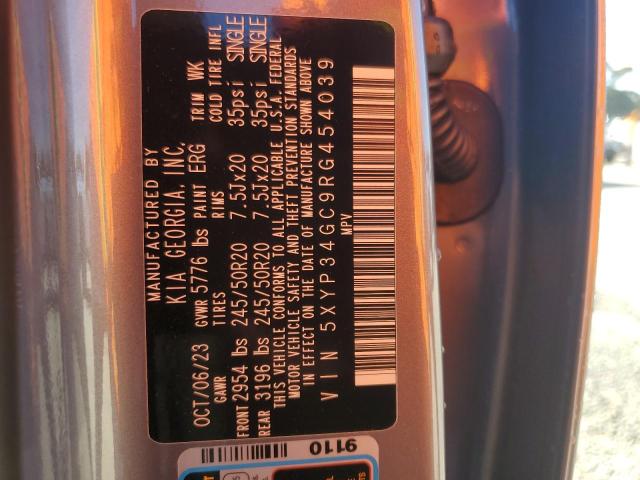 MANUFACTURED BY
KIA GEORGIA, INC.
OCT/06/23 GVWR 5776 lbs PAINT ERG TRIM WK
GAWR TIRES RIMS COLD TIRE INFL
FRONT 2954 lbs 245/50R20 7.5Jx20 35psi SINGLE
REAR 3196 lbs 245/50R20 7.5Jx20 35psi SINGLE
THIS VEHICLE CONFORMS TO ALL APPLICABLE U.S.A. FEDERAL
MOTOR VEHICLE SAFETY AND THEFT PREVENTION STANDARDS
IN EFFECT ON THE DATE OF MANUFACTURE SHOWN ABOVE
VIN 5XYP34GC9RG454039
MPV
9110